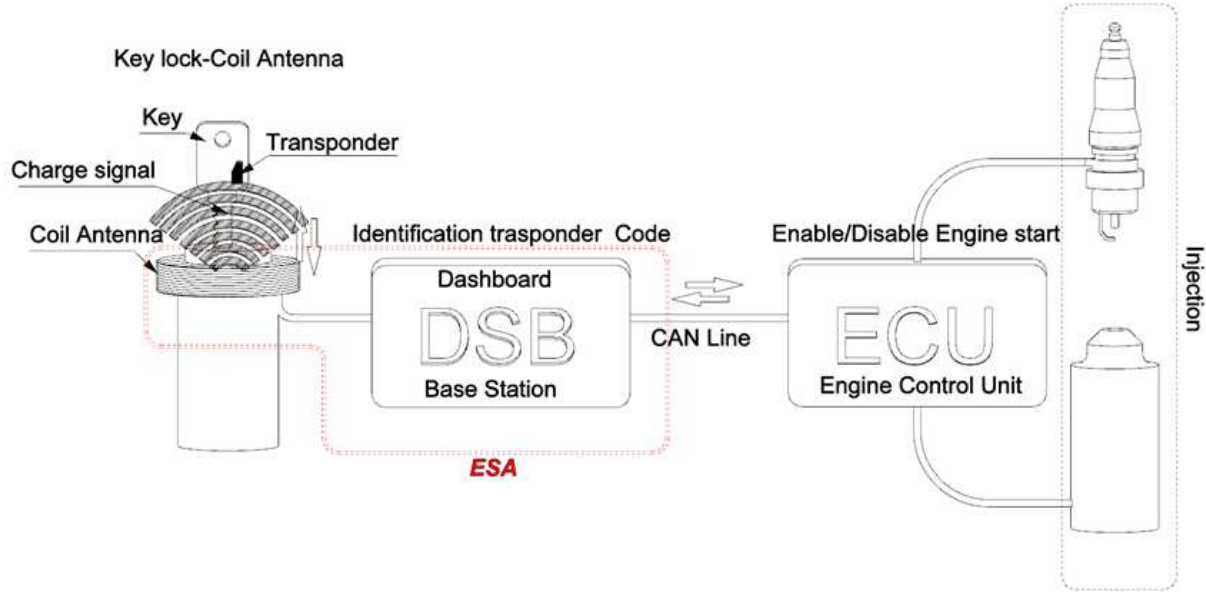 Key lock-Coil Antenna
Key
Transponder
Charge signal
Coil Antenna
Identification trasponder Code
Enable/Disable Engine start
Dashboard
DSB
Base Station
CAN Line
ECU
Engine Control Unit
Injection
ESA